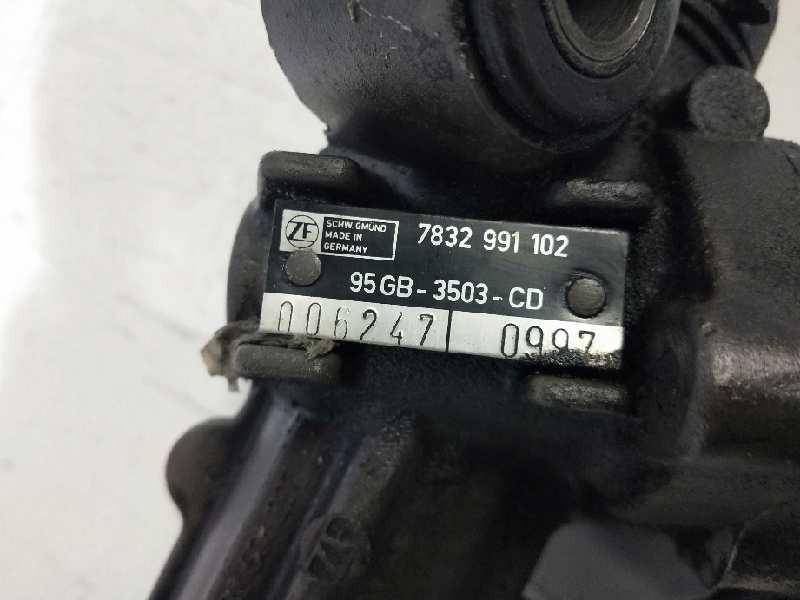 ZF SCHW. GMÜND
MADE IN
GERMANY
7832 991 102
95GB-3503-CD
006247 0997